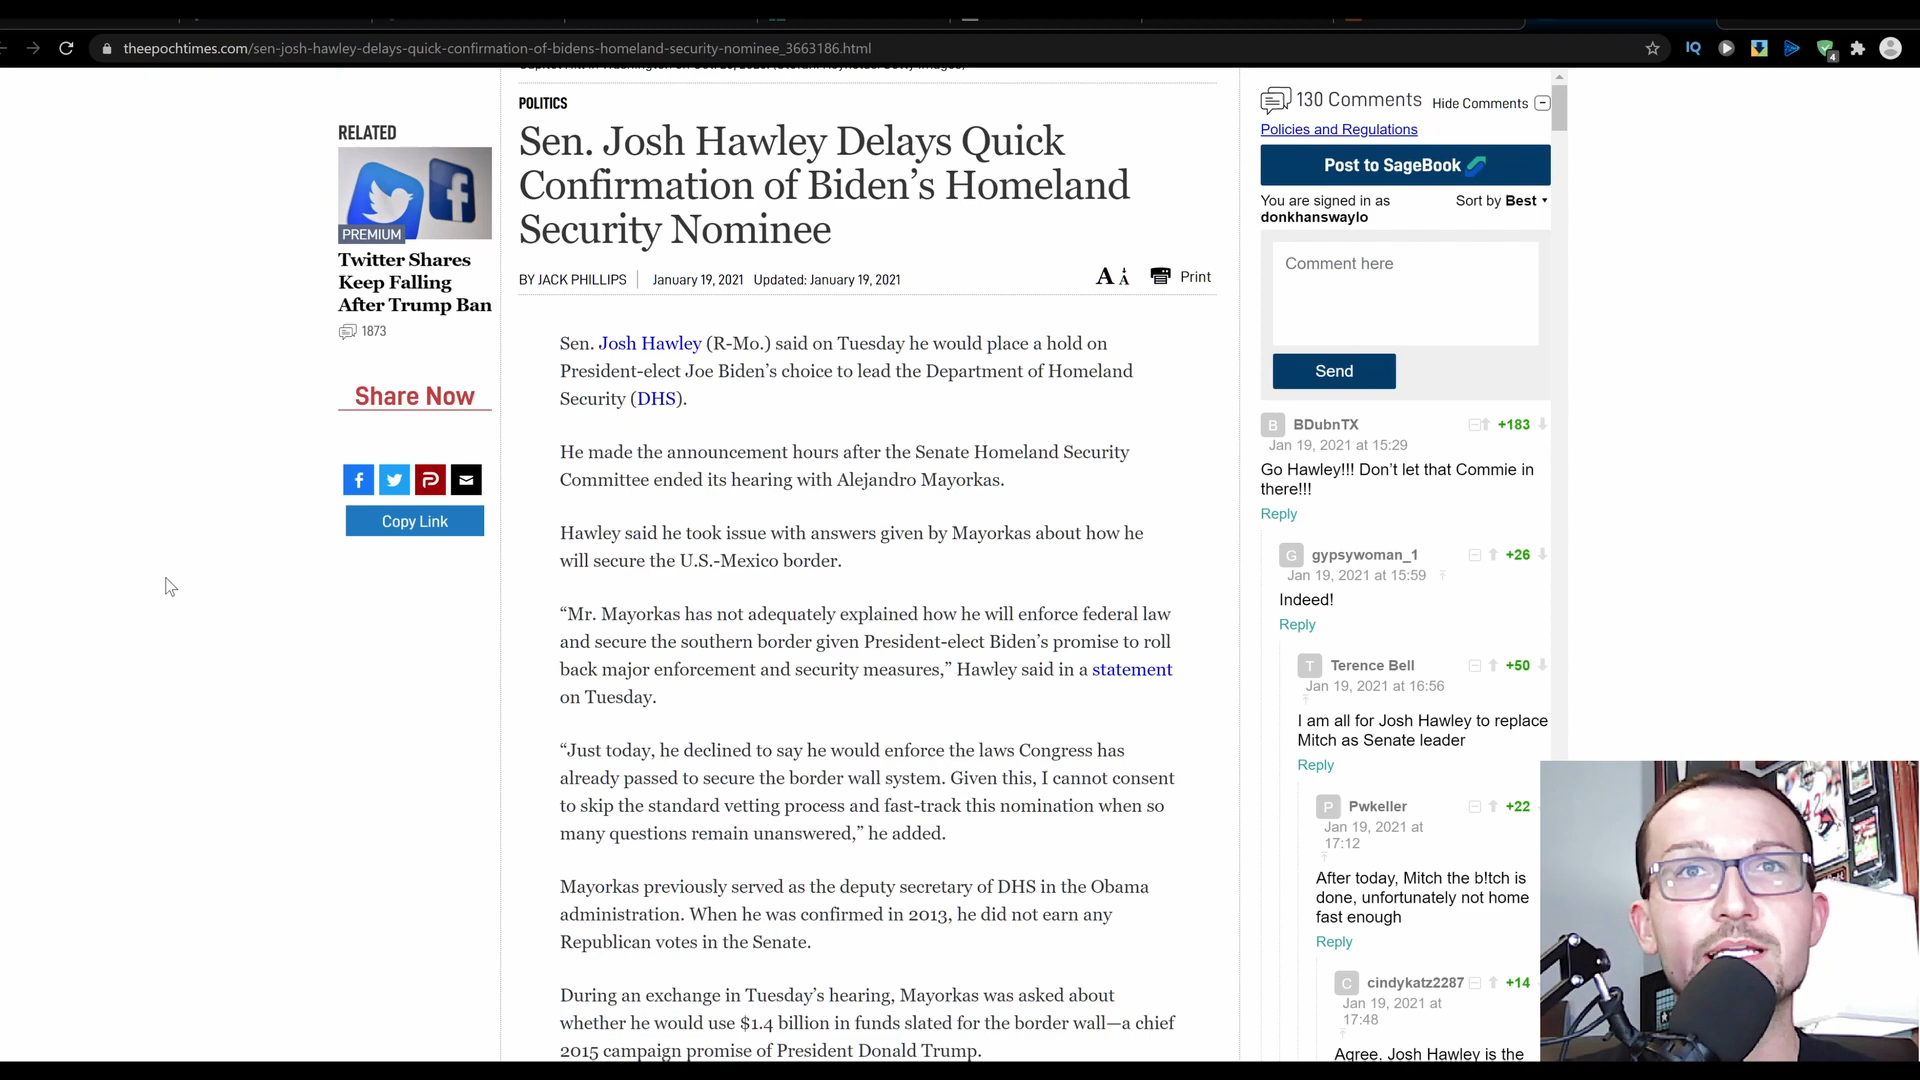 theepochtimes.com/sen-josh-hawley-delays-quick-confirmation-of-bidens-homeland-security-nominee_3663186.html
IQ
4
POLITICS
Sen. Josh Hawley Delays Quick
Confirmation of Biden’s Homeland
Security Nominee
BY JACK PHILLIPS
January 19, 2021 Updated: January 19, 2021
A A
Print
RELATED
PREMIUM
Twitter Shares
Keep Falling
After Trump Ban
1873
Share Now
Copy Link
Sen. Josh Hawley (R-Mo.) said on Tuesday he would place a hold on
President-elect Joe Biden’s choice to lead the Department of Homeland
Security (DHS).
He made the announcement hours after the Senate Homeland Security
Committee ended its hearing with Alejandro Mayorkas.
Hawley said he took issue with answers given by Mayorkas about how he
will secure the U.S.-Mexico border.
“Mr. Mayorkas has not adequately explained how he will enforce federal law
and secure the southern border given President-elect Biden’s promise to roll
back major enforcement and security measures,” Hawley said in a statement
on Tuesday.
“Just today, he declined to say he would enforce the laws Congress has
already passed to secure the border wall system. Given this, I cannot consent
to skip the standard vetting process and fast-track this nomination when so
many questions remain unanswered,” he added.
Mayorkas previously served as the deputy secretary of DHS in the Obama
administration. When he was confirmed in 2013, he did not earn any
Republican votes in the Senate.
During an exchange in Tuesday’s hearing, Mayorkas was asked about
whether he would use $1.4 billion in funds slated for the border wall—a chief
2015 campaign promise of President Donald Trump.
130 Comments
Hide Comments
Policies and Regulations
Post to SageBook
You are signed in as
donkhanswaylo
Sort by Best
Comment here
Send
B
BDubnTX
+183
Jan 19, 2021 at 15:29
Go Hawley!!! Don’t let that Commie in
there!!!
Reply
G
gypsywoman_1
+26
Jan 19, 2021 at 15:59
Indeed!
Reply
T
Terence Bell
+50
Jan 19, 2021 at 16:56
I am all for Josh Hawley to replace
Mitch as Senate leader
Reply
P
Pwkeller
+22
Jan 19, 2021 at
17:12
After today, Mitch the b!tch is
done, unfortunately not home
fast enough
Reply
C
cindykatz2287
+14
Jan 19, 2021 at
17:48
Agree. Josh Hawley is the